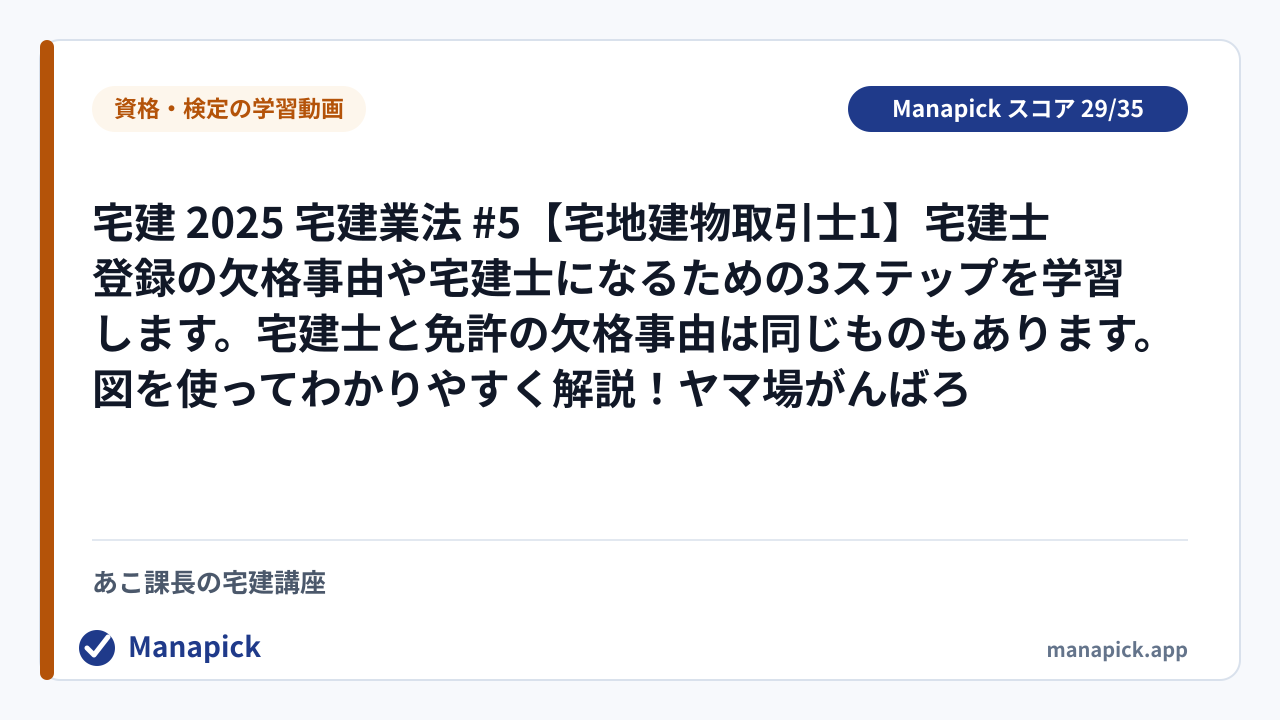 資格・検定の学習動画
Manapick スコア 29/35
宅建 2025 宅建業法 #5【宅地建物取引士1】宅建士
登録の欠格事由や宅建士になるための3ステップを学習
します。宅建士と免許の欠格事由は同じものもあります。
図を使ってわかりやすく解説！ヤマ場がんばろ
あこ課長の宅建講座
Manapick
manapick.app